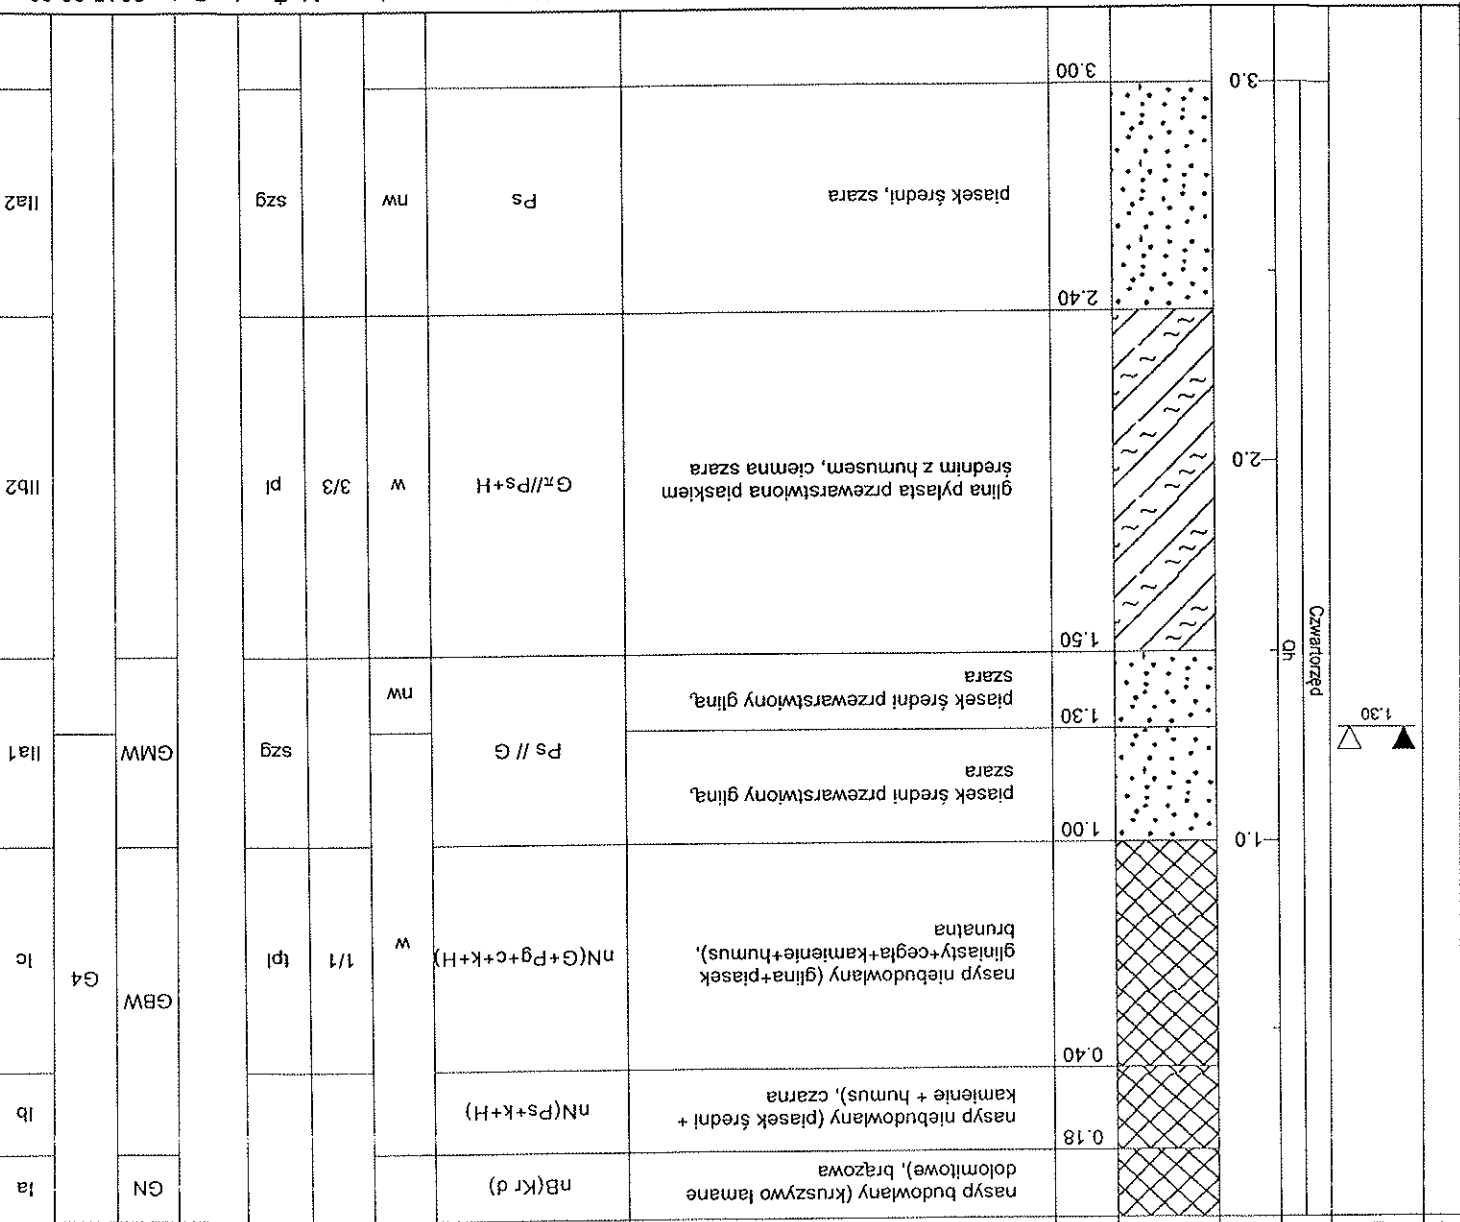 nasyp budowlany (kruszywo łamane
dolomitowe), brązowa
nB(Kr d)
GN
Ia
0.18
nasyp niebudowlany (piasek średni +
kamienie + humus), czarna
nN(Ps+k+H)
Ib
0.40
nasyp niebudowlany (glina+piasek
gliniasty+cegła+kamienie+humus),
brunatna
nN(G+Pg+c+k+H)
w
1/1
tpl
GBW
G4
Ic
1.0
1.00
piasek średni przewarstwiony gliną,
szara
Ps // G
szg
GMW
IIa1
1.30
1.30
piasek średni przewarstwiony gliną,
szara
nw
Czwartorzęd
Qh
1.50
glina pylasta przewarstwiona piaskiem
średnim z humusem, ciemna szara
Gπ//Ps+H
w
3/3
pl
IIb2
2.0
2.40
piasek średni, szara
Ps
nw
szg
IIa2
3.0
3.00